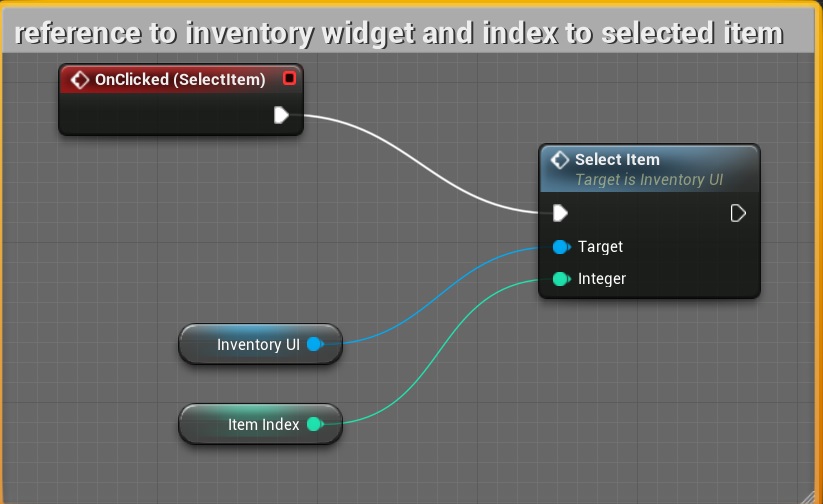 reference to inventory widget and index to selected item
OnClicked (SelectItem)
Select Item
Target is Inventory UI
Target
Integer
Inventory UI
Item Index